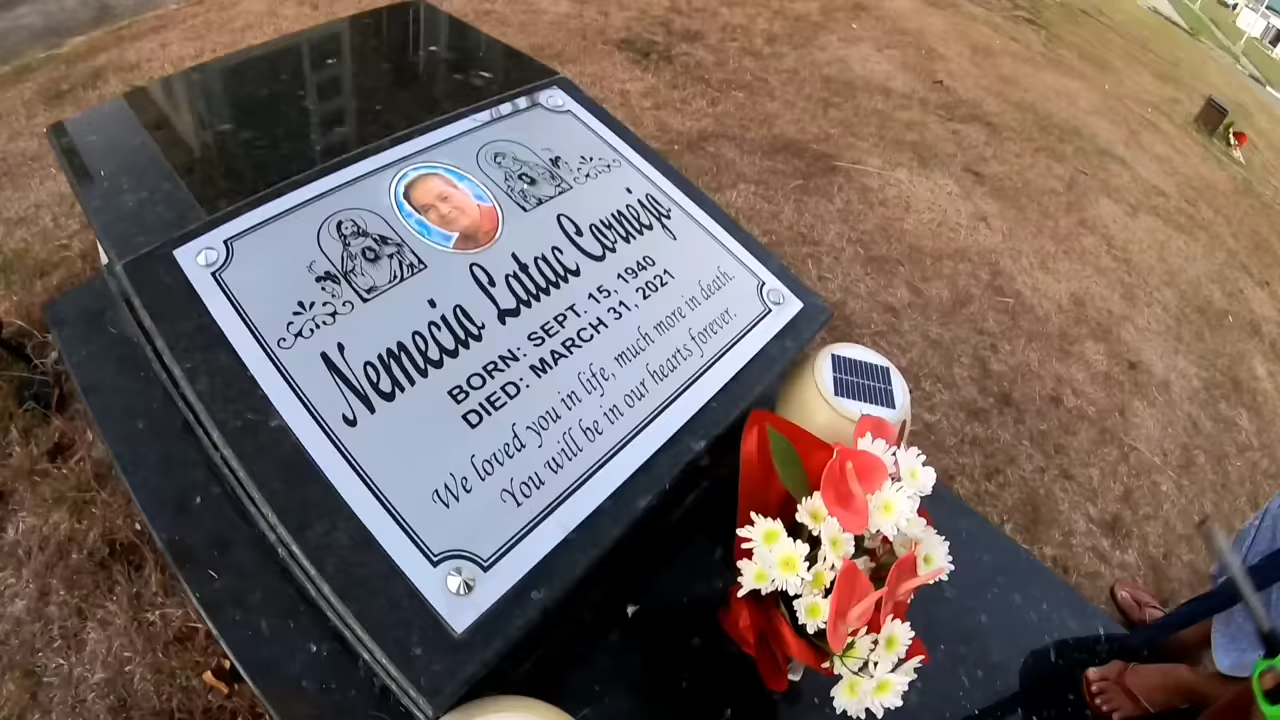 Nemecio Latac Cornejo
BORN: SEPT. 15, 1940
DIED: MARCH 31, 2021
We loved you in life, much more in death.
You will be in our hearts forever.